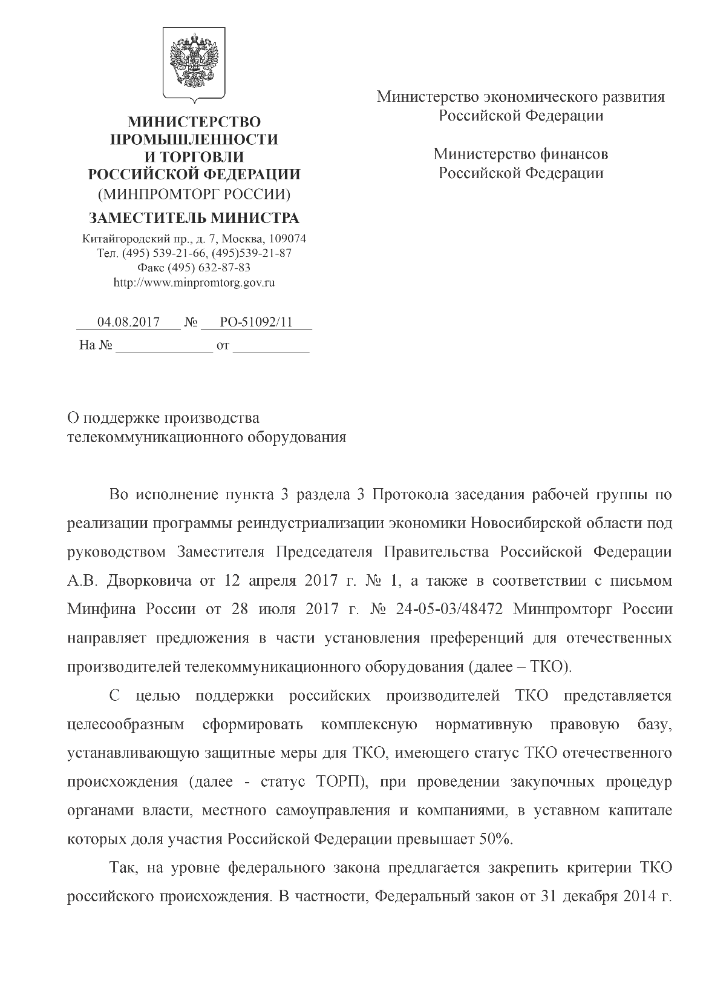 МИНИСТЕРСТВО
ПРОМЫШЛЕННОСТИ
И ТОРГОВЛИ
РОССИЙСКОЙ ФЕДЕРАЦИИ
(МИНПРОМТОРГ РОССИИ)
ЗАМЕСТИТЕЛЬ МИНИСТРА
Китайгородский пр., д. 7, Москва, 109074
Тел. (495) 539-21-66, (495)539-21-87
Факс (495) 632-87-83
http://www.minpromtorg.gov.ru
04.08.2017 № РО-51092/11
На № ______________ от ___________
Министерство экономического развития
Российской Федерации
Министерство финансов
Российской Федерации
О поддержке производства
телекоммуникационного оборудования
Во исполнение пункта 3 раздела 3 Протокола заседания рабочей группы по
реализации программы реиндустриализации экономики Новосибирской области под
руководством Заместителя Председателя Правительства Российской Федерации
А.В. Дворковича от 12 апреля 2017 г. № 1, а также в соответствии с письмом
Минфина России от 28 июля 2017 г. № 24-05-03/48472 Минпромторг России
направляет предложения в части установления преференций для отечественных
производителей телекоммуникационного оборудования (далее – ТКО).
С целью поддержки российских производителей ТКО представляется
целесообразным сформировать комплексную нормативную правовую базу,
устанавливающую защитные меры для ТКО, имеющего статус ТКО отечественного
происхождения (далее - статус ТОРП), при проведении закупочных процедур
органами власти, местного самоуправления и компаниями, в уставном капитале
которых доля участия Российской Федерации превышает 50%.
Так, на уровне федерального закона предлагается закрепить критерии ТКО
российского происхождения. В частности, Федеральный закон от 31 декабря 2014 г.